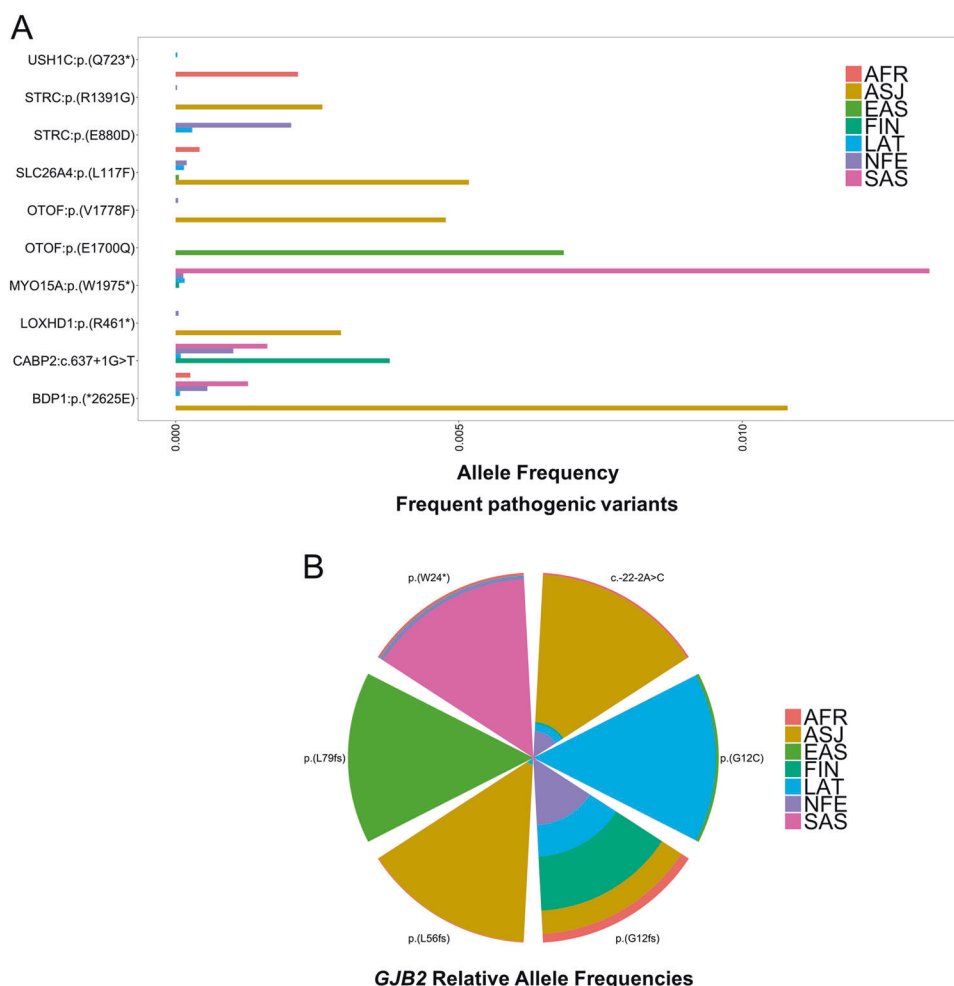 A
USH1C:p.(Q723*)
STRC:p.(R1391G)
STRC:p.(E880D)
SLC26A4:p.(L117F)
OTOF:p.(V1778F)
OTOF:p.(E1700Q)
MYO15A:p.(W1975*)
LOXHD1:p.(R461*)
CABP2:c.637+1G>T
BDP1:p.(*2625E)
AFR
ASJ
EAS
FIN
LAT
NFE
SAS
0.000
0.005
0.010
Allele Frequency
Frequent pathogenic variants
B
p.(W24*)
c.-22-2A>C
p.(L79fs)
p.(G12C)
p.(L56fs)
p.(G12fs)
AFR
ASJ
EAS
FIN
LAT
NFE
SAS
GJB2 Relative Allele Frequencies